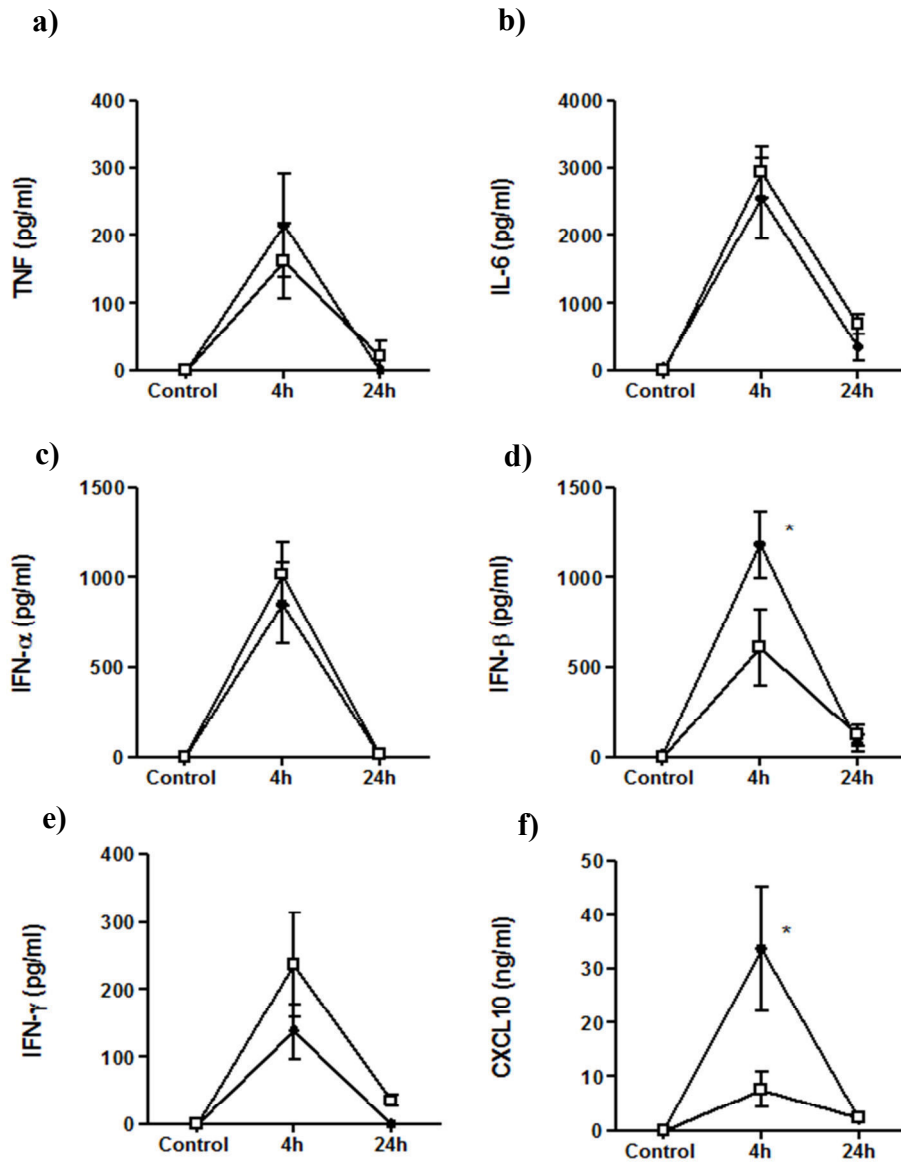 a)
b)
400
300
200
100
0
TNF (pg/ml)
Control 4h 24h
4000
3000
2000
1000
0
IL-6 (pg/ml)
Control 4h 24h
c)
d)
1500
1000
500
0
IFN-α (pg/ml)
Control 4h 24h
1500
1000
500
0
IFN-β (pg/ml)
*
Control 4h 24h
e)
f)
400
300
200
100
0
IFN-γ (pg/ml)
Control 4h 24h
50
40
30
20
10
0
CXCL10 (ng/ml)
*
Control 4h 24h